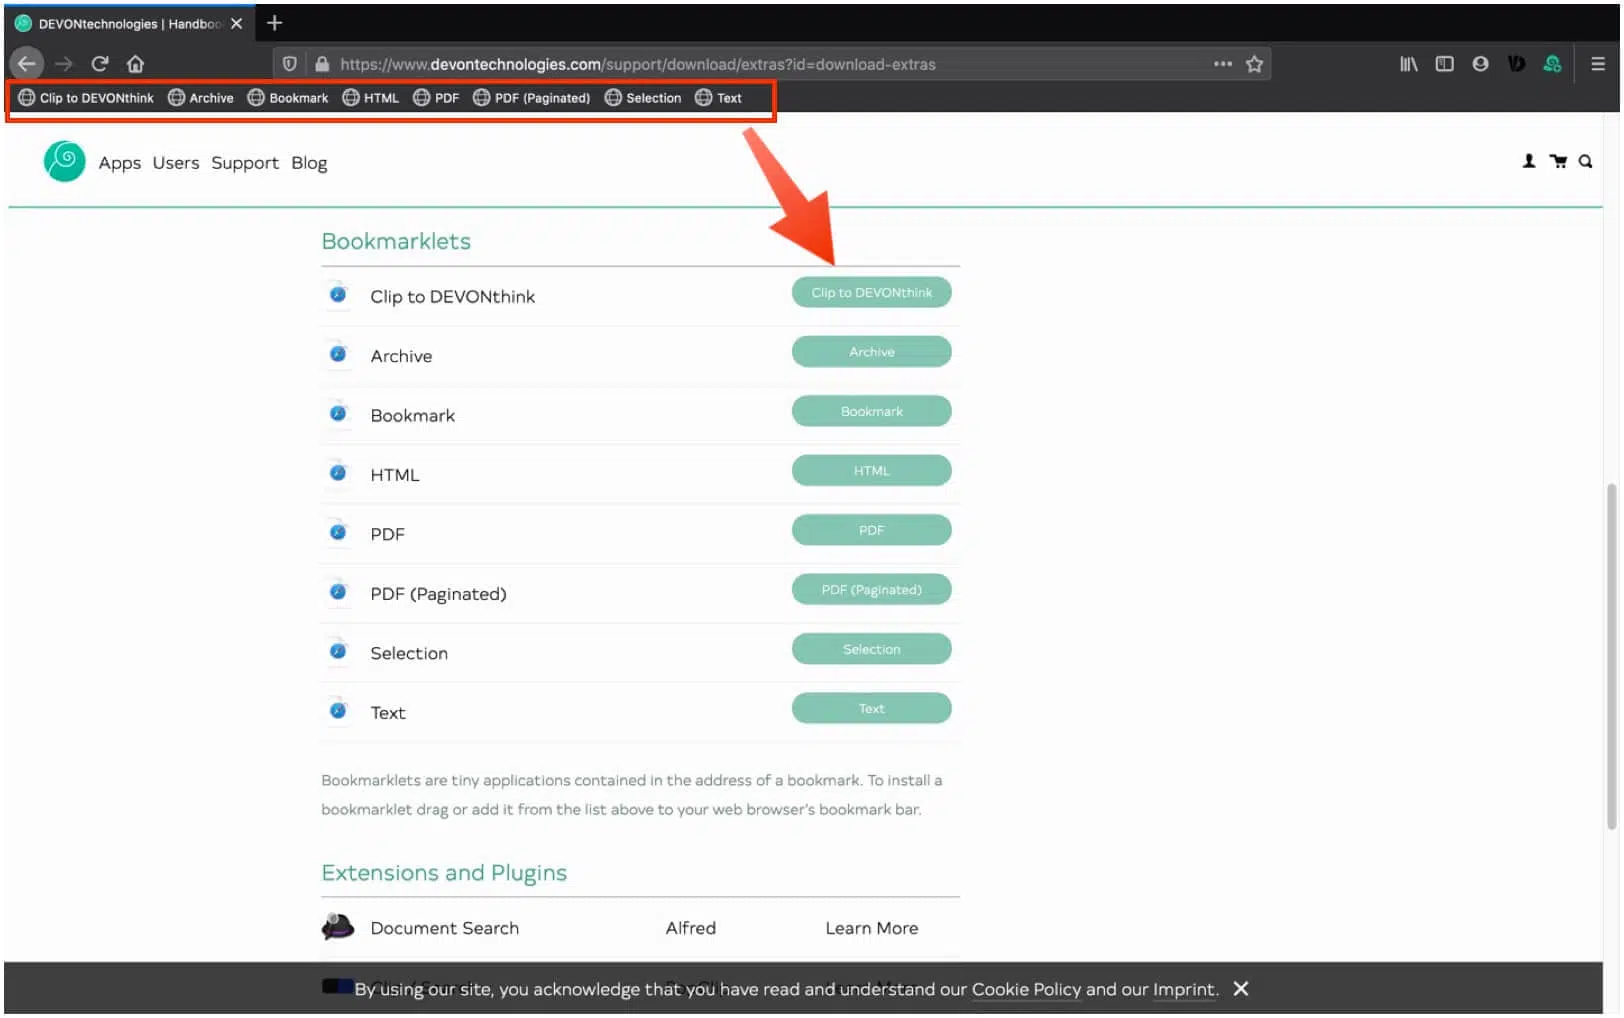 DEVONtechnologies | Handboo
https://www.devontechnologies.com/support/download/extras?id=download-extras
Clip to DEVONthink Archive Bookmark HTML PDF PDF (Paginated) Selection Text
Apps Users Support Blog
Bookmarklets
Clip to DEVONthink Clip to DEVONthink
Archive Archive
Bookmark Bookmark
HTML HTML
PDF PDF
PDF (Paginated) PDF (Paginated)
Selection Selection
Text Text
Bookmarklets are tiny applications contained in the address of a bookmark. To install a
bookmarklet drag or add it from the list above to your web browser's bookmark bar.
Extensions and Plugins
Document Search Alfred Learn More
By using our site, you acknowledge that you have read and understand our Cookie Policy and our Imprint.